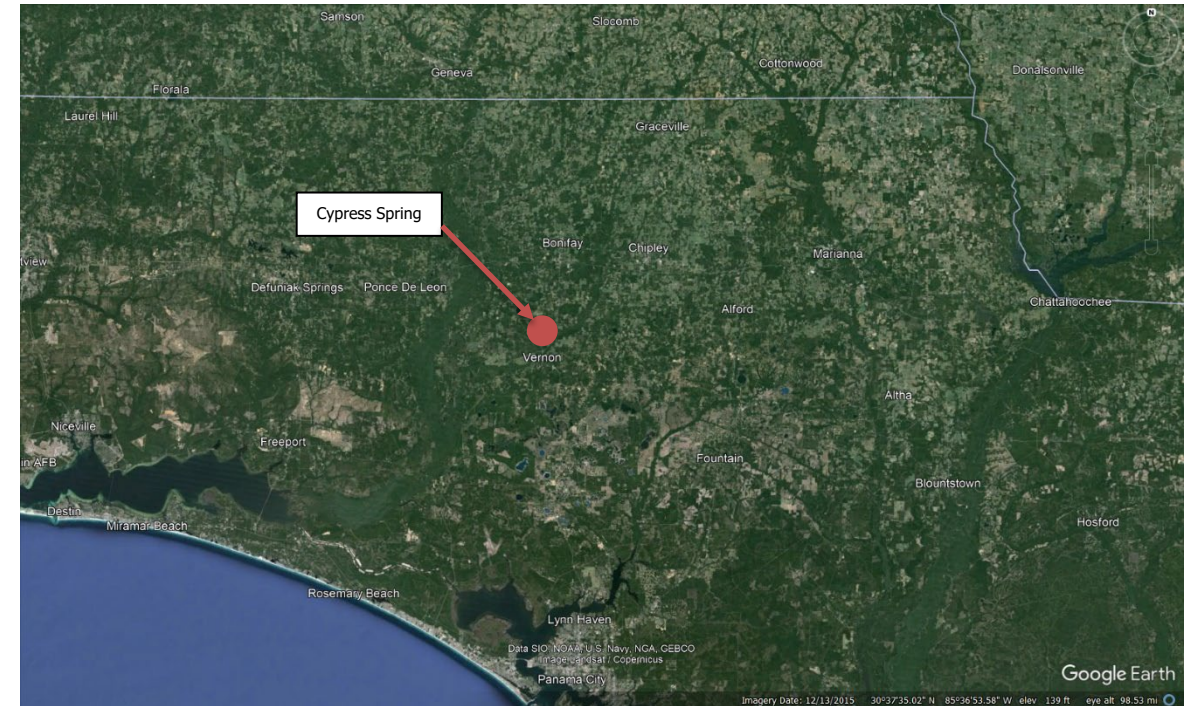 Samson
Slocomb
N
Geneva
Cottonwood
Donalsonville
Florala
Laurel Hill
Graceville
Cypress Spring
Bonifay
Chipley
Marianna
tview
Defuniak Springs
Ponce De Leon
Chattahoochee
Alford
Vernon
Altha
Niceville
Freeport
in AFB
Fountain
Blountstown
Destin
Miramar Beach
Hosford
Rosemary Beach
Lynn Haven
Data SIO, NOAA, U.S. Navy, NGA, GEBCO
Image Landsat / Copernicus
Panama City
Google Earth
Imagery Date: 12/13/2015 30°37'35.02" N 85°36'53.58" W elev 139 ft eye alt 98.53 mi